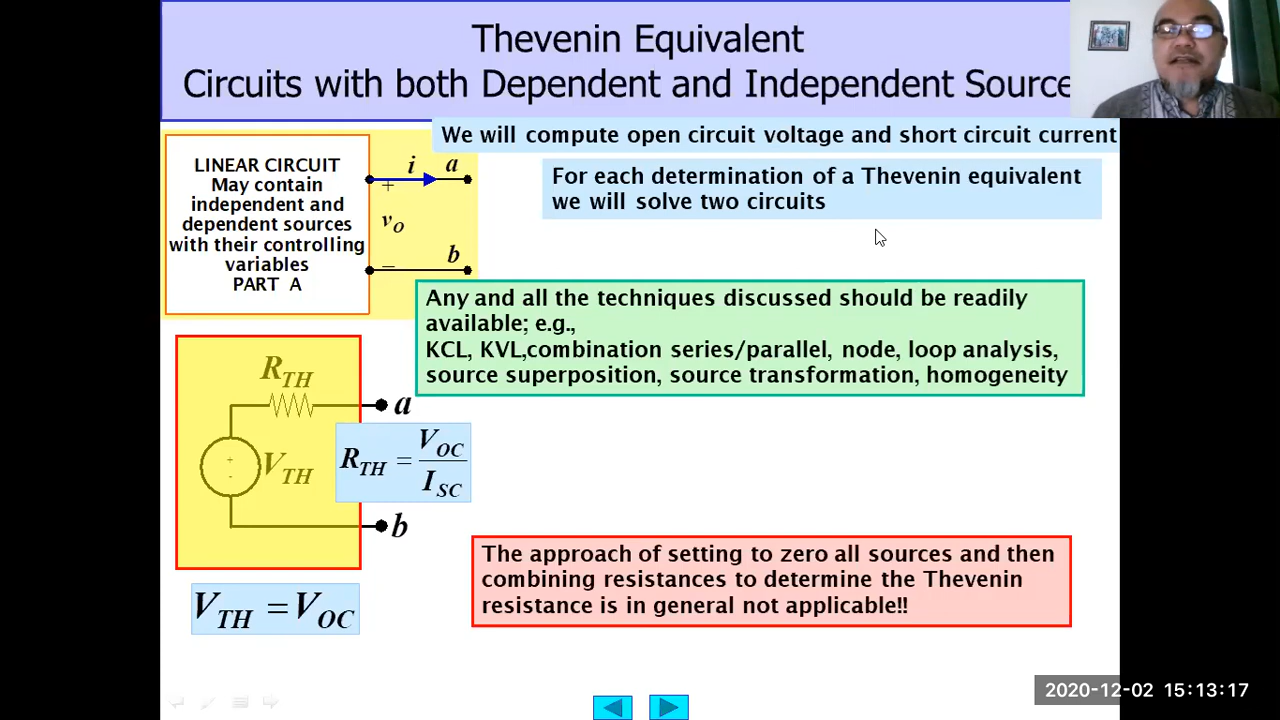 Thevenin Equivalent
Circuits with both Dependent and Independent Source
We will compute open circuit voltage and short circuit current
For each determination of a Thevenin equivalent
we will solve two circuits
LINEAR CIRCUIT
May contain
independent and
dependent sources
with their controlling
variables
PART A
i a
+
v_O
−
b
Any and all the techniques discussed should be readily
available; e.g.,
KCL, KVL,combination series/parallel, node, loop analysis,
source superposition, source transformation, homogeneity
R_TH
a
+
-
V_TH
R_TH = V_OC / I_SC
b
V_TH = V_OC
The approach of setting to zero all sources and then
combining resistances to determine the Thevenin
resistance is in general not applicable!!
2020-12-02 15:13:17